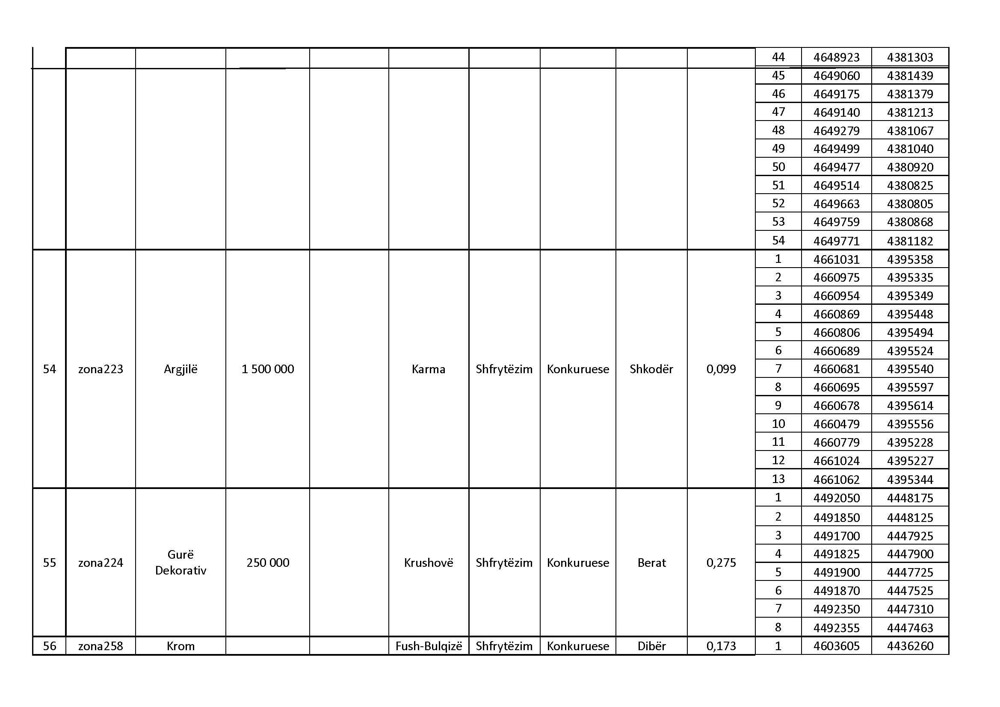 44 4648923 4381303
45 4649060 4381439
46 4649175 4381379
47 4649140 4381213
48 4649279 4381067
49 4649499 4381040
50 4649477 4380920
51 4649514 4380825
52 4649663 4380805
53 4649759 4380868
54 4649771 4381182
54 zona223 Argjilë 1 500 000 Karma Shfrytëzim Konkuruese Shkodër 0,099
1 4661031 4395358
2 4660975 4395335
3 4660954 4395349
4 4660869 4395448
5 4660806 4395494
6 4660689 4395524
7 4660681 4395540
8 4660695 4395597
9 4660678 4395614
10 4660479 4395556
11 4660779 4395228
12 4661024 4395227
13 4661062 4395344
55 zona224 Gurë
Dekorativ 250 000 Krushovë Shfrytëzim Konkuruese Berat 0,275
1 4492050 4448175
2 4491850 4448125
3 4491700 4447925
4 4491825 4447900
5 4491900 4447725
6 4491870 4447525
7 4492350 4447310
8 4492355 4447463
56 zona258 Krom Fush-Bulqizë Shfrytëzim Konkuruese Dibër 0,173 1 4603605 4436260